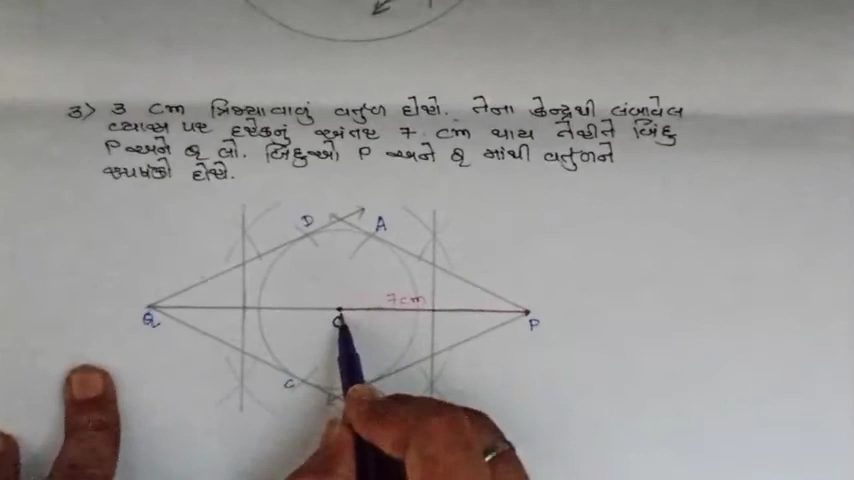 3) 3 cm ત્રિજ્યાવાળું વર્તુળ દોરો. તેના કેન્દ્રથી લંબાવેલ
વ્યાસ પર દરેકનું અંતર 7 cm થાય તે રીતે બિંદુ
P અને Q લો. બિંદુઓ P અને Q માંથી વર્તુળને
સ્પર્શકો દોરો.
D A
7cm
Q O P
C